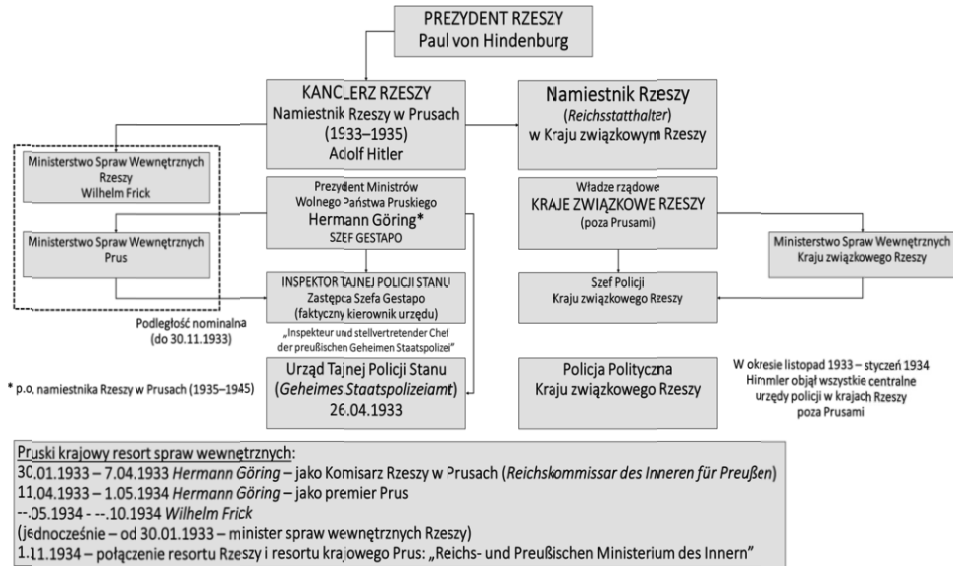 PREZYDENT RZESZY
Paul von Hindenburg
KANCLERZ RZESZY
Namiestnik Rzeszy w Prusach
(1933–1935)
Adolf Hitler
Namiestnik Rzeszy
(Reichsstatthalter)
w Kraju związkowym Rzeszy
Ministerstwo Spraw Wewnętrznych
Rzeszy
Wilhelm Frick
Prezydent Ministrów
Wolnego Państwa Pruskiego
Hermann Göring*
SZEF GESTAPO
Władze rządowe
KRAJE ZWIĄZKOWE RZESZY
(poza Prusami)
Ministerstwo Spraw Wewnętrznych
Prus
Ministerstwo Spraw Wewnętrznych
Kraju związkowego Rzeszy
INSPEKTOR TAJNEJ POLICJI STANU
Zastępca Szefa Gestapo
(faktyczny kierownik urzędu)
Szef Policji
Kraju związkowego Rzeszy
Podległość nominalna
(do 30.11.1933)
„Inspekteur und stellvertretender Chef
der preußischen Geheimen Staatspolizei”
Urząd Tajnej Policji Stanu
(Geheimes Staatspolizeiamt)
26.04.1933
Policja Polityczna
Kraju związkowego Rzeszy
W okresie listopad 1933 – styczeń 1934
Himmler objął wszystkie centralne
urzędy policji w krajach Rzeszy
poza Prusami
* p.o. namiestnika Rzeszy w Prusach (1935–1945)
Pruski krajowy resort spraw wewnętrznych:
30.01.1933 – 7.04.1933 Hermann Göring – jako Komisarz Rzeszy w Prusach (Reichskommissar des Inneren für Preußen)
11.04.1933 – 1.05.1934 Hermann Göring – jako premier Prus
--.05.1934 - --.10.1934 Wilhelm Frick
(jednocześnie – od 30.01.1933 – minister spraw wewnętrznych Rzeszy)
1.11.1934 – połączenie resortu Rzeszy i resortu krajowego Prus: „Reichs- und Preußischen Ministerium des Innern”